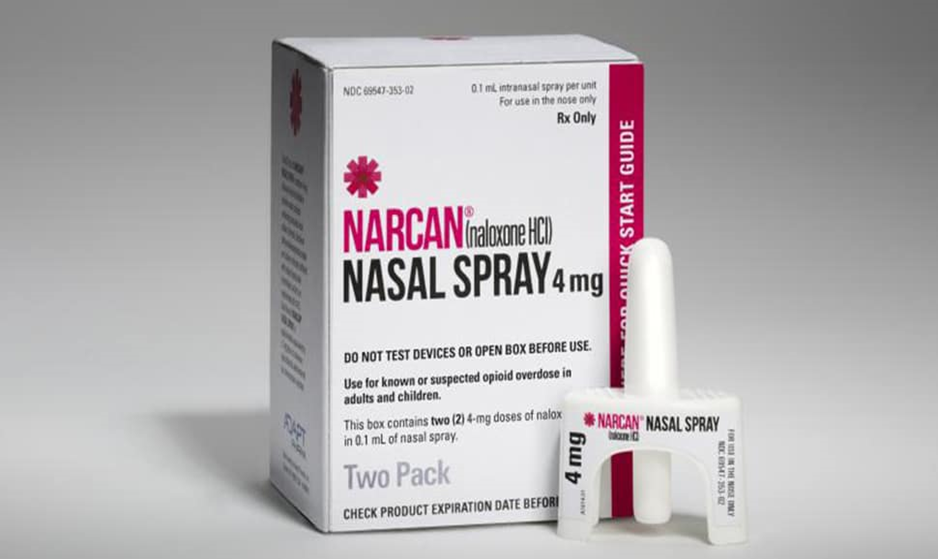 NDC 69547-353-02
0.1 mL intranasal spray per unit
For use in the nose only
Rx Only
NARCAN® (naloxone HCl)
NASAL SPRAY 4 mg
DO NOT TEST DEVICES OR OPEN BOX BEFORE USE.
Use for known or suspected opioid overdose in
adults and children.
This box contains two (2) 4-mg doses of nalox
in 0.1 mL of nasal spray.
Two Pack
CHECK PRODUCT EXPIRATION DATE BEFOR
FOR QUICK START GUIDE
ADAPT
NARCAN® NASAL SPRAY
(naloxone HCl)
4 mg
FOR USE IN THE NOSE ONLY
NDC 69547-353-02